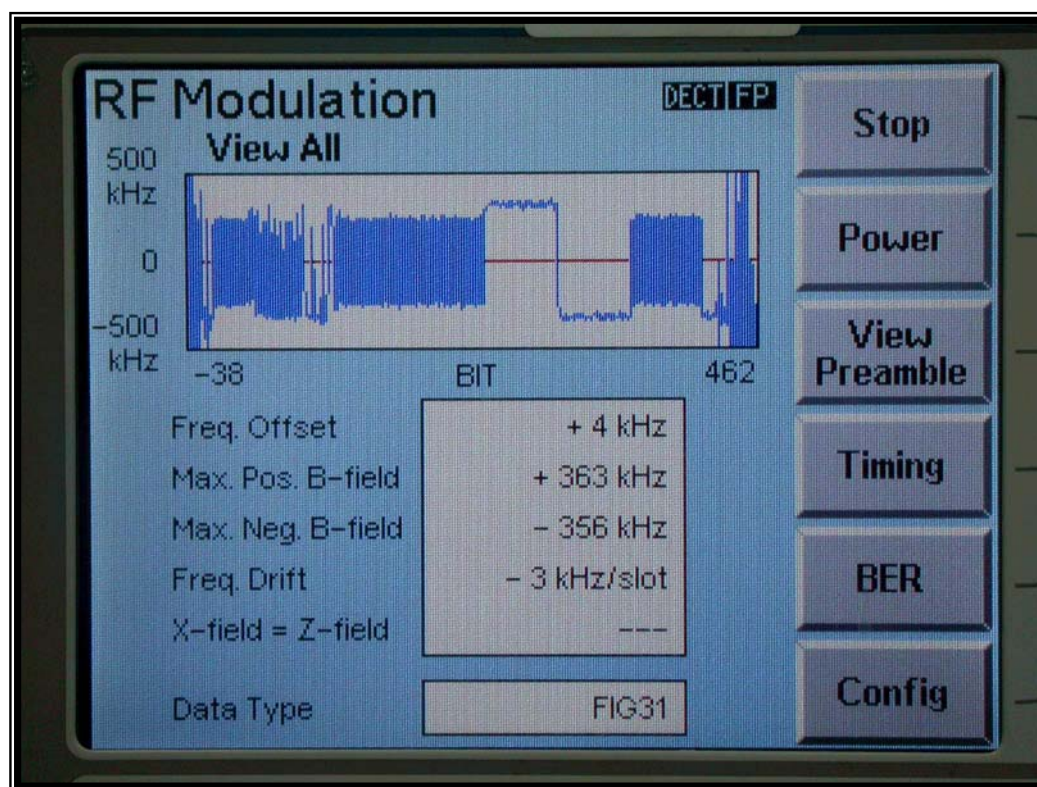 RF Modulation
DECT FP
View All
500
kHz
0
-500
kHz
-38
BIT
462
Freq. Offset + 4 kHz
Max. Pos. B-field + 363 kHz
Max. Neg. B-field - 356 kHz
Freq. Drift - 3 kHz/slot
X-field = Z-field ---
Data Type FIG31
Stop
Power
View
Preamble
Timing
BER
Config